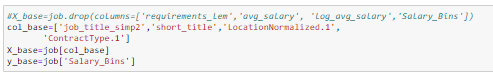 #X_base=job.drop(columns=['requirements_Lem','avg_salary', 'Log_avg_salary','Salary_Bins'])
col_base=['job_title_simp2','short_title','LocationNormalized.1',
'ContractType.1']
X_base=job[col_base]
y_base=job['Salary_Bins']